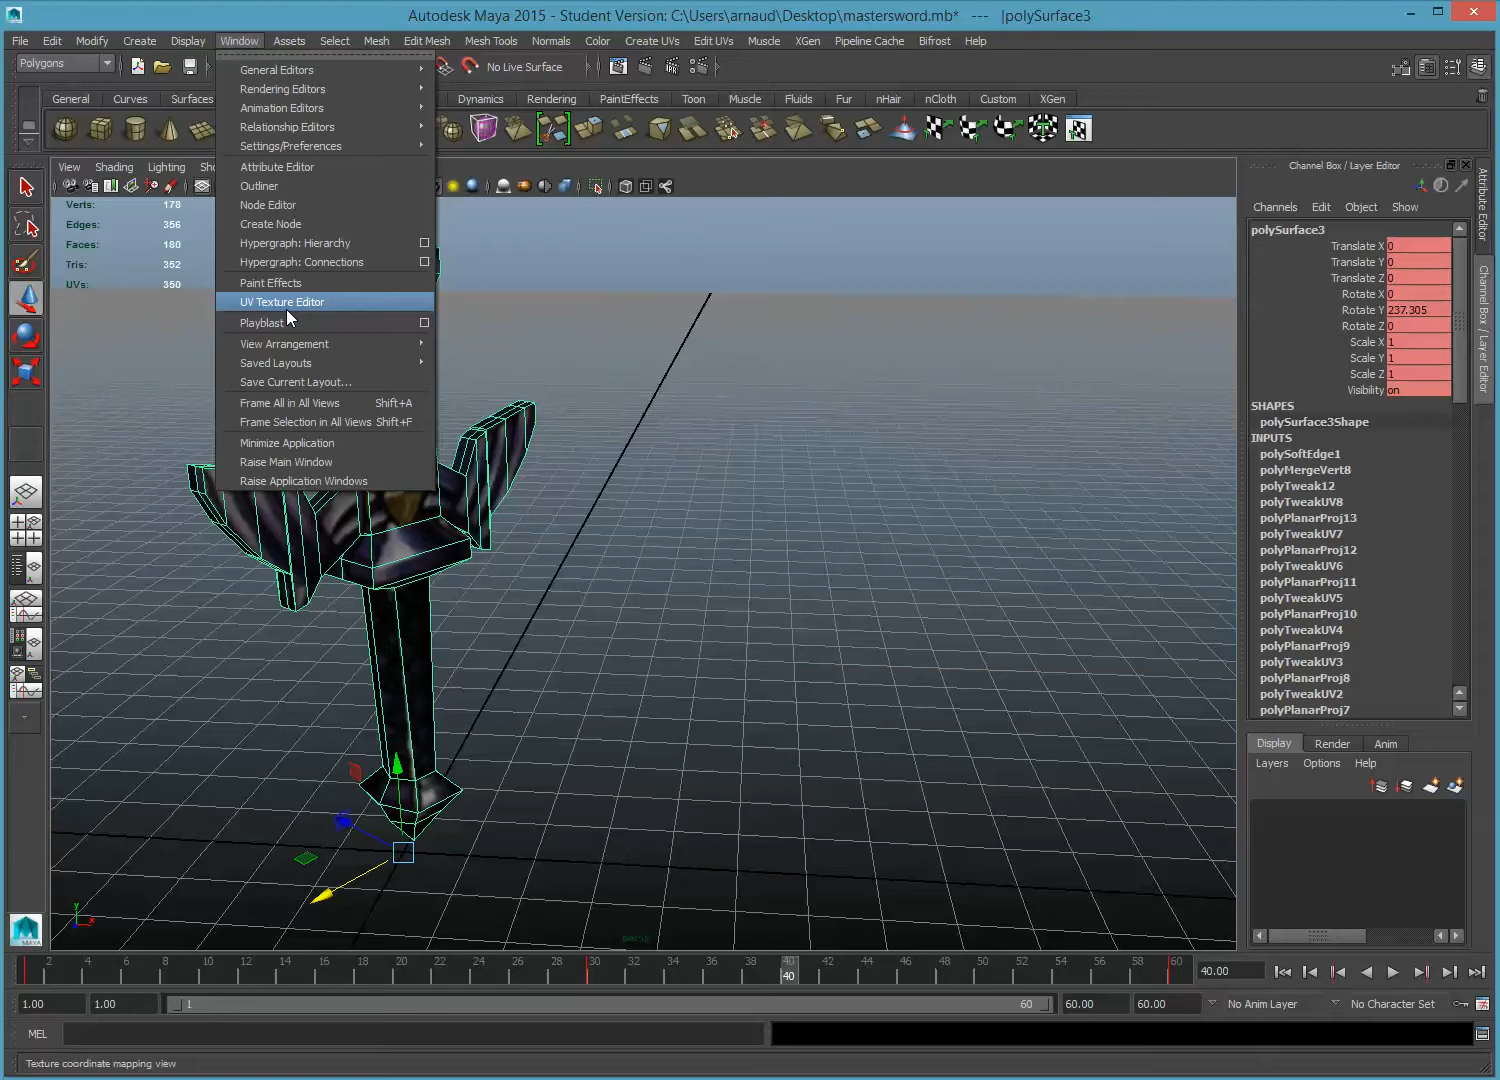 Autodesk Maya 2015 - Student Version: C:\Users\arnaud\Desktop\mastersword.mb* --- |polySurface3
File Edit Modify Create Display Window Assets Select Mesh Edit Mesh Mesh Tools Normals Color Create UVs Edit UVs Muscle XGen Pipeline Cache Bifrost Help
Polygons No Live Surface
General Curves Surfaces Dynamics Rendering PaintEffects Toon Muscle Fluids Fur nHair nCloth Custom XGen
General Editors
Rendering Editors
Animation Editors
Relationship Editors
Settings/Preferences
Attribute Editor
Outliner
Node Editor
Create Node
Hypergraph: Hierarchy
Hypergraph: Connections
Paint Effects
UV Texture Editor
Playblast
View Arrangement
Saved Layouts
Save Current Layout...
Frame All in All Views Shift+A
Frame Selection in All Views Shift+F
Minimize Application
Raise Main Window
Raise Application Windows
View Shading Lighting Sho
Verts: 178
Edges: 356
Faces: 180
Tris: 352
UVs: 350
persp
y
x
MAYA
Channel Box / Layer Editor
Channels Edit Object Show
polySurface3
Translate X 0
Translate Y 0
Translate Z 0
Rotate X 0
Rotate Y 237.305
Rotate Z 0
Scale X 1
Scale Y 1
Scale Z 1
Visibility on
SHAPES
polySurface3Shape
INPUTS
polySoftEdge1
polyMergeVert8
polyTweak12
polyTweakUV8
polyPlanarProj13
polyTweakUV7
polyPlanarProj12
polyTweakUV6
polyPlanarProj11
polyTweakUV5
polyPlanarProj10
polyTweakUV4
polyPlanarProj9
polyTweakUV3
polyPlanarProj8
polyTweakUV2
polyPlanarProj7
Attribute Editor
Channel Box / Layer Editor
Display Render Anim
Layers Options Help
2 4 6 8 10 12 14 16 18 20 22 24 26 28 30 32 34 36 38 40 42 44 46 48 50 52 54 56 58 60
40
40.00
1.00 1.00 1 60 60.00 60.00 No Anim Layer No Character Set
MEL
Texture coordinate mapping view